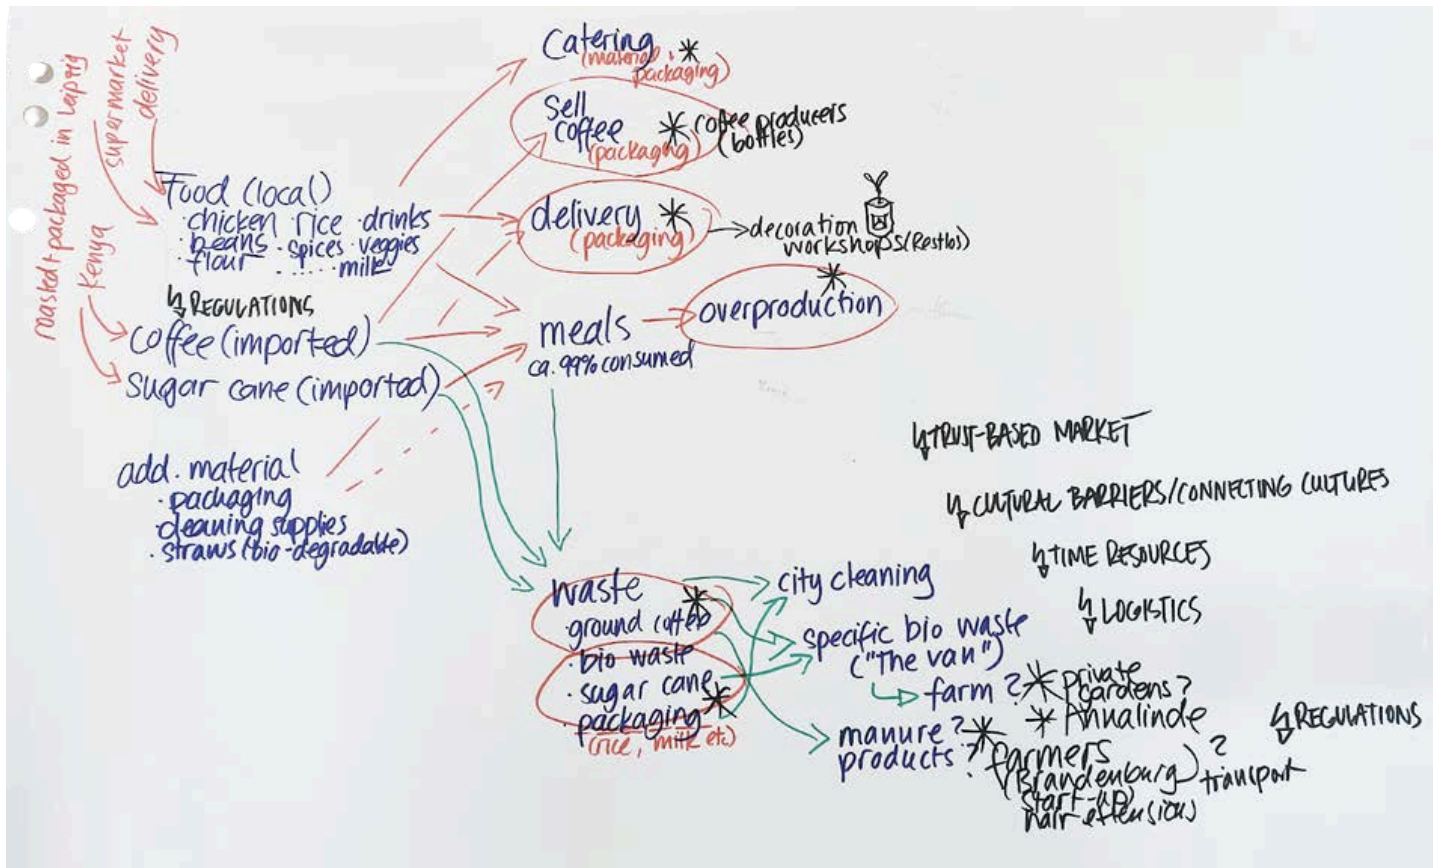 roasted + packaged in Leipzig
supermarket
delivery
Kenya
Food (local)
· chicken · rice · drinks
· beans · spices · veggies
· flour ...... milk
REGULATIONS
Coffee (imported)
Sugar cane (imported)
add. material
· packaging
· cleaning supplies
· straws (bio-degradable)
Catering
(material +
packaging)
Sell
coffee
(packaging)
coffee producers
(bottles)
delivery
(packaging)
decoration
workshops (Restlos)
meals
ca. 99% consumed
overproduction
waste
· ground coffee
· bio waste
· sugar cane
packaging
(rice, milk etc)
city cleaning
specific bio waste
("The van")
farm ?
private
gardens?
Annalinde
manure?
products ?
farmers
(Brandenburg)
start-up)
hair extensions
?
transport
TRUST-BASED MARKET
CULTURAL BARRIERS/CONNECTING CULTURES
TIME RESOURCES
LOGISTICS
REGULATIONS